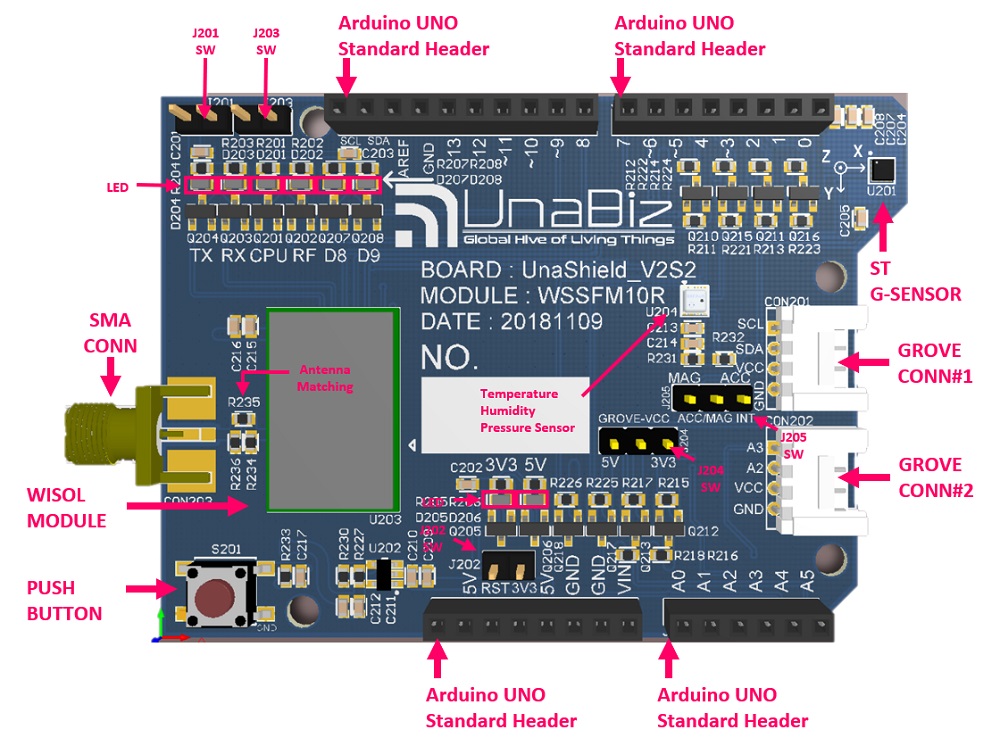 J201
SW
J203
SW
Arduino UNO
Standard Header
Arduino UNO
Standard Header
LED
J201
J203
C201
R204
D204
R203
D203
R201
D201
R202
D202
SCL SDA
C203
AREF
GND
R207
R208
D207
D208
~13
12
~11
~10
~9
8
7
~6
~5
4
~3
2
1
0
R212
R222
R214
R224
C208
C207
C204
Z
X
Y
U201
C205
Q204
Q203
Q201
Q202
Q207
Q208
TX RX CPU RF D8 D9
UnaBiz
Global Hive of Living Things
Q210
Q215
Q211
Q216
R211
R221
R213
R223
ST
G-SENSOR
BOARD : UnaShield_V2S2
MODULE : WSSFM10R
DATE : 20181109
NO.
U204
C213
C214
R231
R232
CON201
SCL
SDA
VCC
GND
GROVE
CONN#1
SMA
CONN
C216
C215
Antenna
Matching
R235
R236
R234
CON203
Temperature
Humidity
Pressure Sensor
MAG ACC
J205
ACC/MAG INT
J205
SW
GROVE-VCC
J204
5V 3V3
J204
SW
CON202
A3
A2
VCC
GND
GROVE
CONN#2
WISOL
MODULE
U203
C202
3V3 5V
R206
D205
D206
Q205
J202
SW
R226
R225
R217
R215
Q212
R218
R216
Q206
Q218
Q217
Q213
S201
R233
C217
R230
R227
U202
C210
C212
C211
GND
J202
RST 3V3
5V
5V
GND
GND
VIN
A0
A1
A2
A3
A4
A5
PUSH
BUTTON
Arduino UNO
Standard Header
Arduino UNO
Standard Header